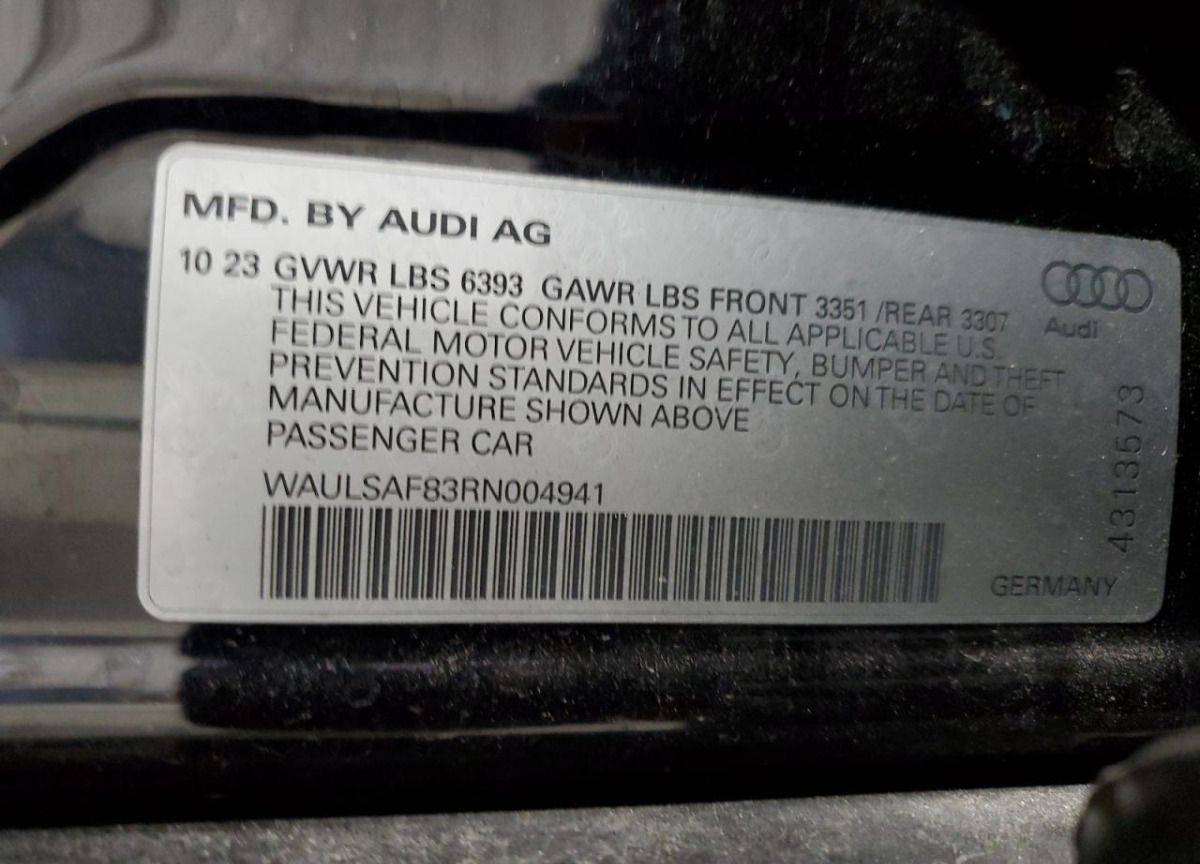 MFD. BY AUDI AG
10 23 GVWR LBS 6393 GAWR LBS FRONT 3351 /REAR 3307
THIS VEHICLE CONFORMS TO ALL APPLICABLE U.S.
FEDERAL MOTOR VEHICLE SAFETY, BUMPER AND THEFT
PREVENTION STANDARDS IN EFFECT ON THE DATE OF
MANUFACTURE SHOWN ABOVE
PASSENGER CAR
WAULSAF83RN004941
Audi
4313573
GERMANY